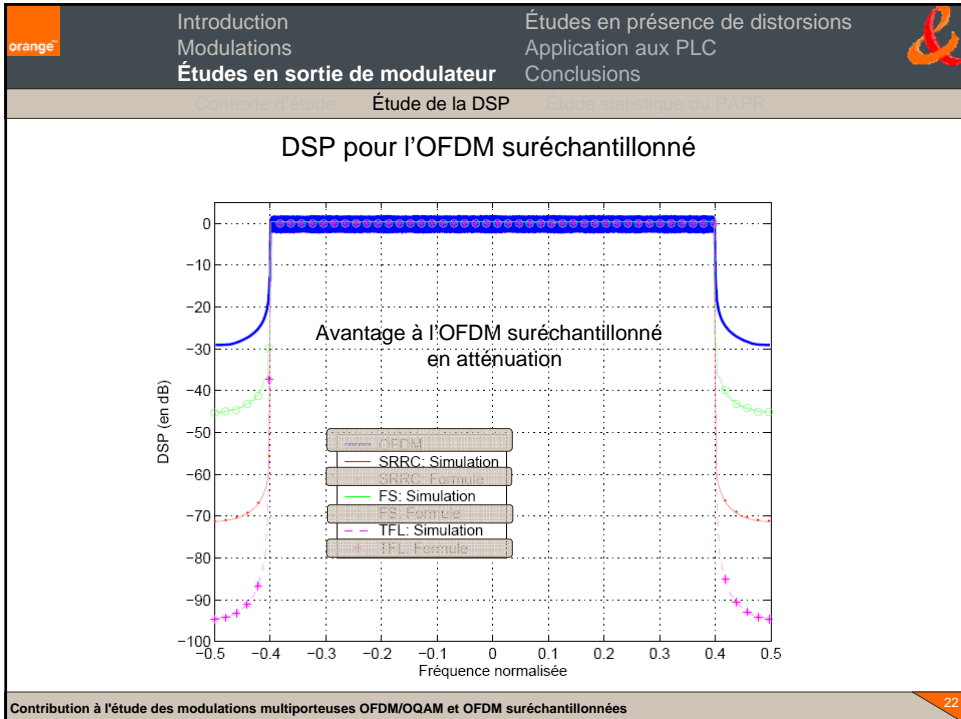 orange™
Introduction
Modulations
Études en sortie de modulateur
Études en présence de distorsions
Application aux PLC
Conclusions
Contexte d'étude Étude de la DSP Étude statistique du PAPR
DSP pour l'OFDM suréchantillonné
0
−10
−20
−30
−40
−50
−60
−70
−80
−90
−100
DSP (en dB)
Avantage à l'OFDM suréchantillonné
en atténuation
OFDM
SRRC: Simulation
SRRC: Formule
FS: Simulation
FS: Formule
TFL: Simulation
TFL: Formule
−0.5 −0.4 −0.3 −0.2 −0.1 0 0.1 0.2 0.3 0.4 0.5
Fréquence normalisée
Contribution à l'étude des modulations multiporteuses OFDM/OQAM et OFDM suréchantillonnées
22